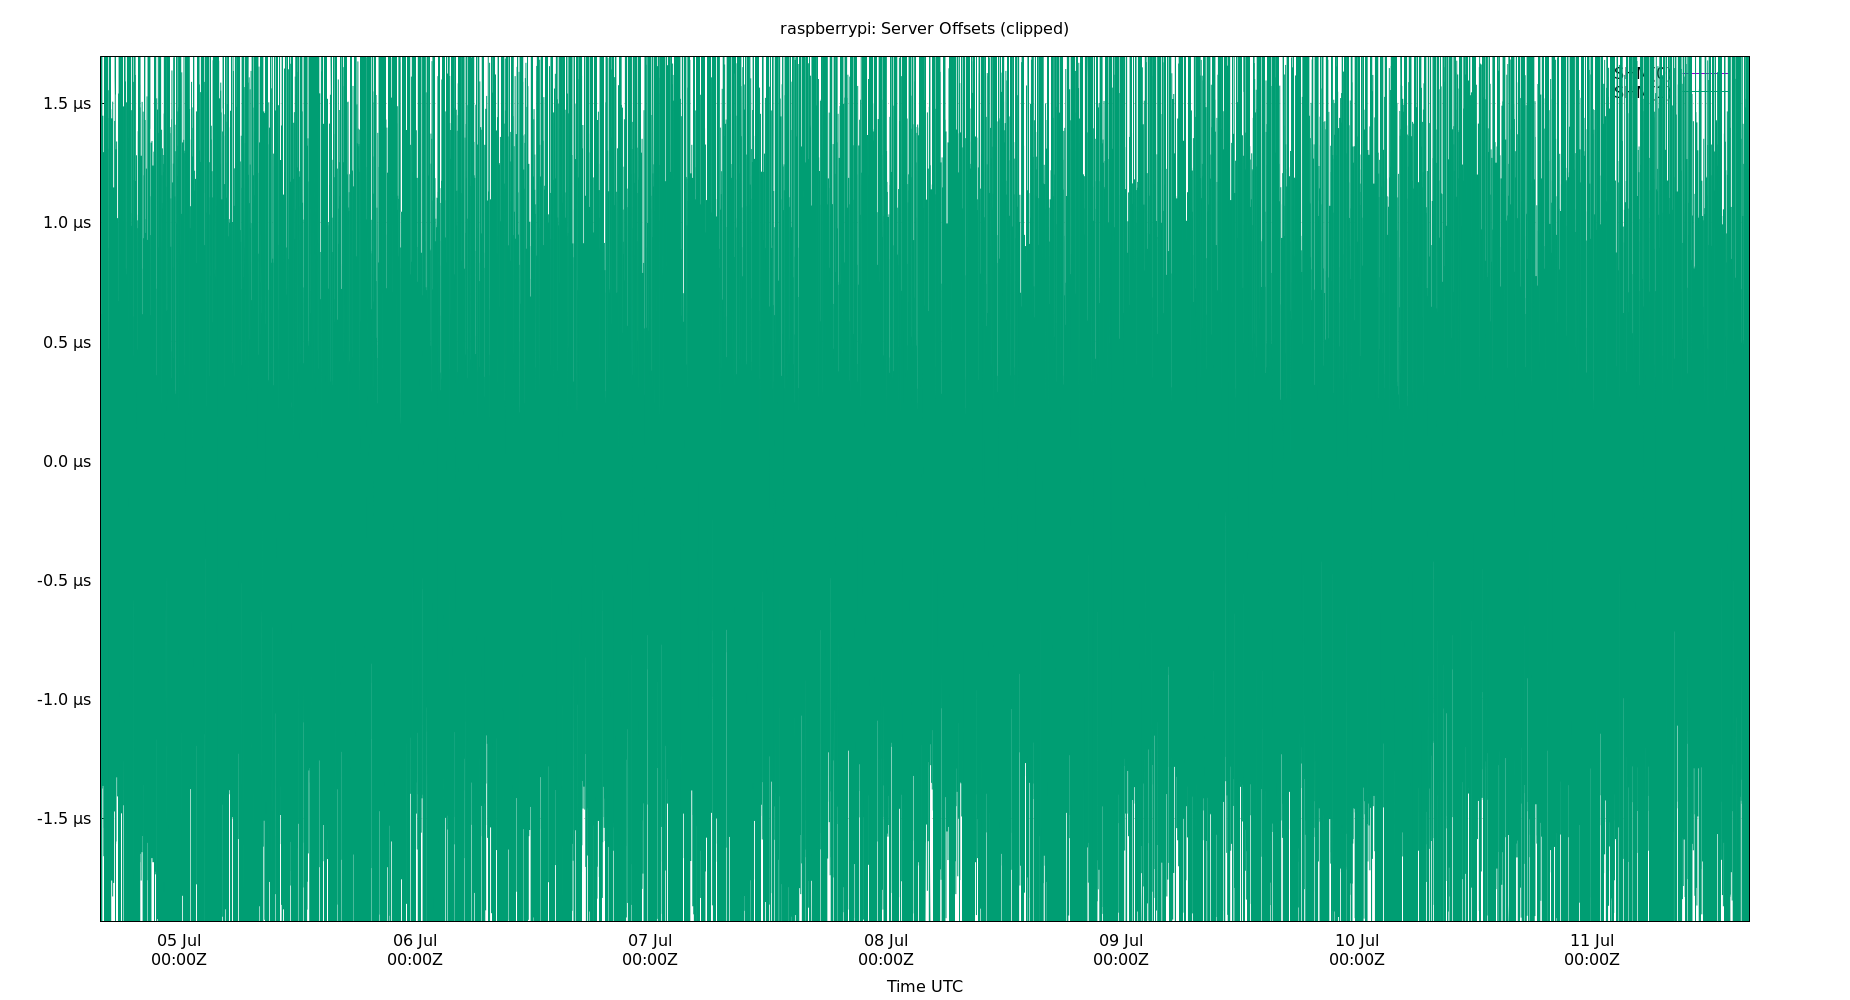 raspberrypi: Server Offsets (clipped)
1.5 µs
1.0 µs
0.5 µs
0.0 µs
-0.5 µs
-1.0 µs
-1.5 µs
05 Jul
00:00Z
06 Jul
00:00Z
07 Jul
00:00Z
08 Jul
00:00Z
09 Jul
00:00Z
10 Jul
00:00Z
11 Jul
00:00Z
Time UTC